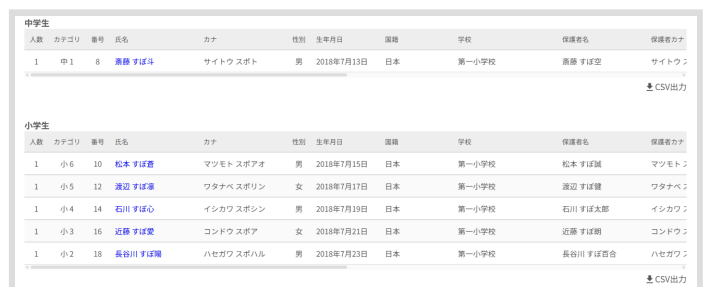 中学生
人数 カテゴリ 番号 氏名 カナ 性別 生年月日 国籍 学校 保護者名 保護者カナ
1 中1 8 斎藤 すぽ斗 サイトウ スポト 男 2018年7月13日 日本 第一小学校 斎藤 すぽ空 サイトウ ス
CSV出力
小学生
人数 カテゴリ 番号 氏名 カナ 性別 生年月日 国籍 学校 保護者名 保護者カナ
1 小6 10 松本 すぽ蒼 マツモト スポアオ 男 2018年7月15日 日本 第一小学校 松本 すぽ誠 マツモト ス
1 小5 12 渡辺 すぽ凛 ワタナベ スポリン 女 2018年7月17日 日本 第一小学校 渡辺 すぽ健 ワタナベ ス
1 小4 14 石川 すぽ心 イシカワ スポシン 男 2018年7月19日 日本 第一小学校 石川 すぽ太郎 イシカワ ス
1 小3 16 近藤 すぽ愛 コンドウ スポア 女 2018年7月21日 日本 第一小学校 近藤 すぽ朗 コンドウ ス
1 小2 18 長谷川 すぽ陽 ハセガワ スポハル 男 2018年7月23日 日本 第一小学校 長谷川 すぽ百合 ハセガワ ス
CSV出力